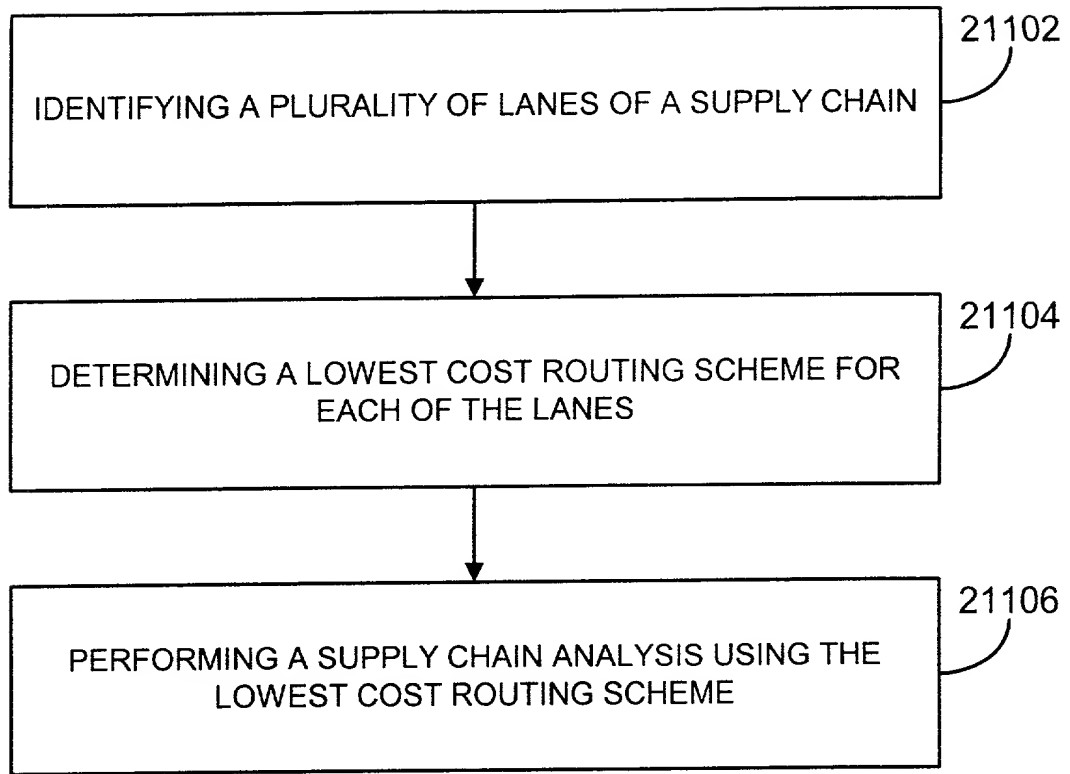 21102
IDENTIFYING A PLURALITY OF LANES OF A SUPPLY CHAIN
21104
DETERMINING A LOWEST COST ROUTING SCHEME FOR
EACH OF THE LANES
21106
PERFORMING A SUPPLY CHAIN ANALYSIS USING THE
LOWEST COST ROUTING SCHEME